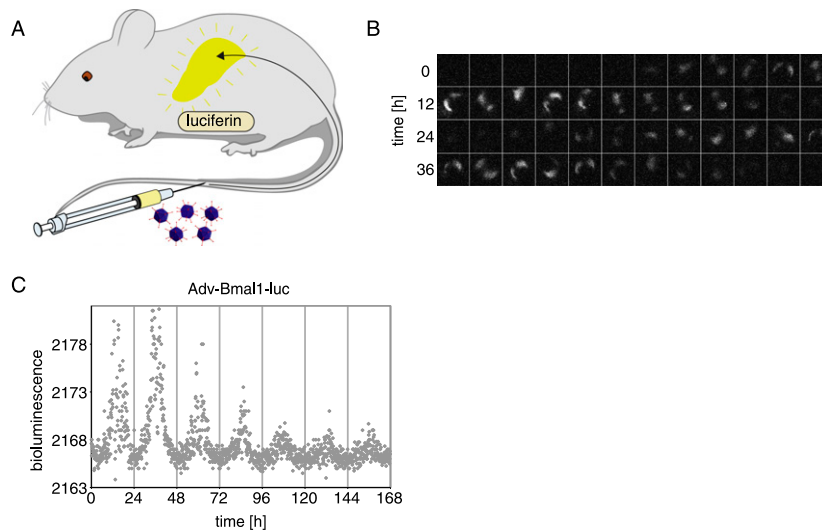 A
luciferin
B
time [h]
0
12
24
36
C
Adv-Bmal1-luc
bioluminescence
2178
2173
2168
2163
0 24 48 72 96 120 144 168
time [h]